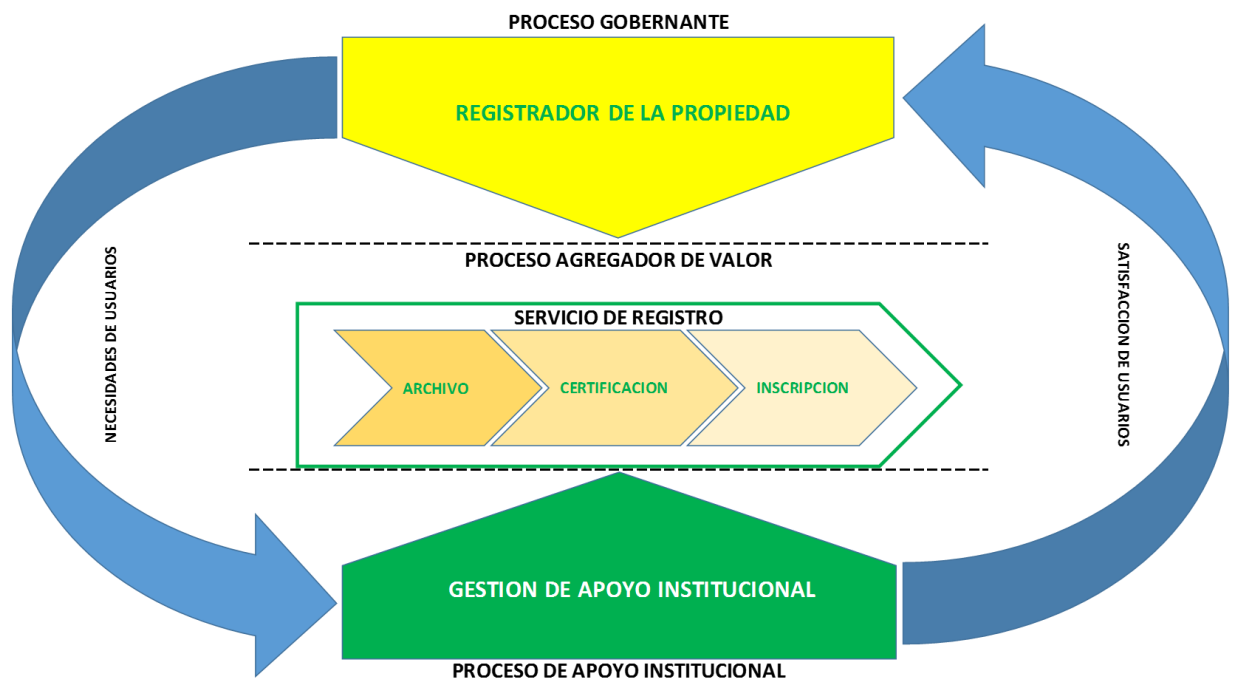 PROCESO GOBERNANTE
REGISTRADOR DE LA PROPIEDAD
NECESIDADES DE USUARIOS
SATISFACCION DE USUARIOS
PROCESO AGREGADOR DE VALOR
SERVICIO DE REGISTRO
ARCHIVO
CERTIFICACION
INSCRIPCION
GESTION DE APOYO INSTITUCIONAL
PROCESO DE APOYO INSTITUCIONAL